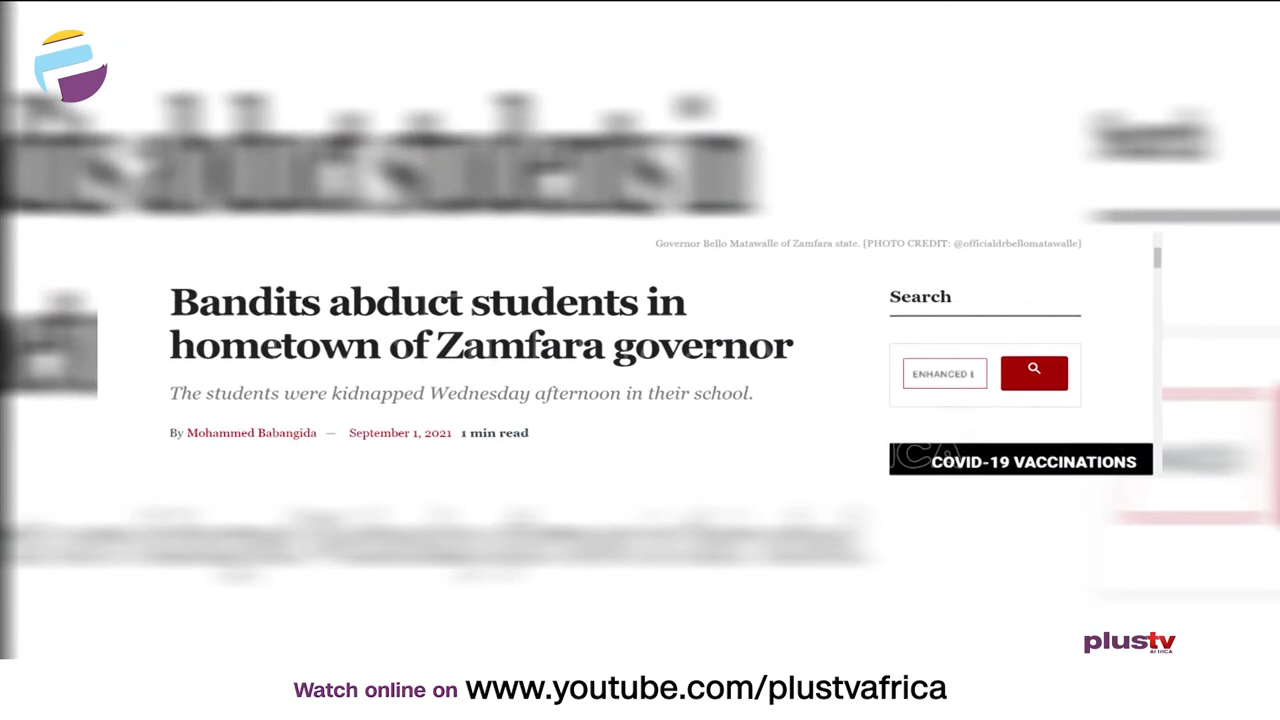 Governor Bello Matawalle of Zamfara state. [PHOTO CREDIT: @officialdrbellomatawalle]
Bandits abduct students in
hometown of Zamfara governor
The students were kidnapped Wednesday afternoon in their school.
By Mohammed Babangida — September 1, 2021 1 min read
Search
ENHANCED
COVID-19 VACCINATIONS
plustv
AFRICA
Watch online on www.youtube.com/plustvafrica